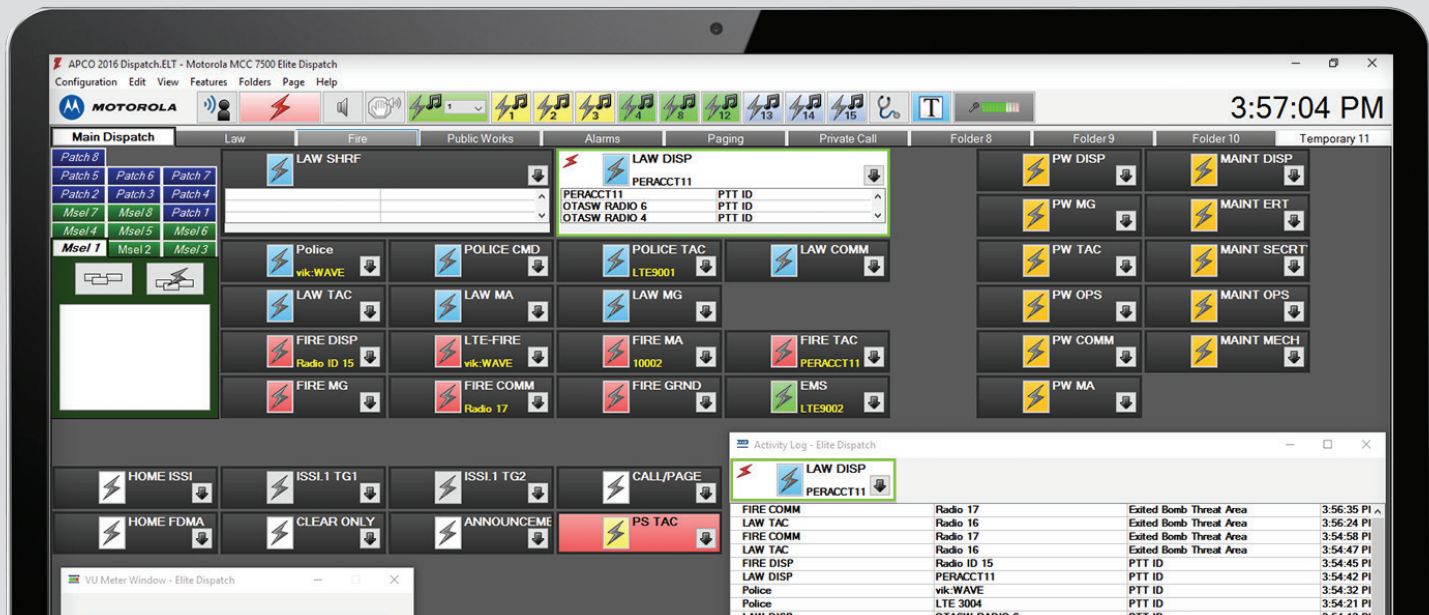 APCO 2016 Dispatch.ELT - Motorola MCC 7500 Elite Dispatch
Configuration Edit View Features Folders Page Help
MOTOROLA 1 1 2 3 4 8 12 13 14 15 T 3:57:04 PM
Main Dispatch Law Fire Public Works Alarms Paging Private Call Folder 8 Folder 9 Folder 10 Temporary 11
Patch 8
Patch 5 Patch 6 Patch 7
Patch 2 Patch 3 Patch 4
Msel 7 Msel 8 Patch 1
Msel 4 Msel 5 Msel 6
Msel 1 Msel 2 Msel 3
LAW SHRF
LAW DISP
PERACCT11
PERACCT11 PTT ID
OTASW RADIO 6 PTT ID
OTASW RADIO 4 PTT ID
PW DISP MAINT DISP
PW MG MAINT ERT
Police POLICE CMD POLICE TAC LAW COMM PW TAC MAINT SECRT
vik:WAVE LTE9001
LAW TAC LAW MA LAW MG PW OPS MAINT OPS
FIRE DISP LTE-FIRE FIRE MA FIRE TAC PW COMM MAINT MECH
Radio ID 15 vik:WAVE 10002 PERACCT11
FIRE MG FIRE COMM FIRE GRND EMS PW MA
Radio 17 LTE9002
HOME ISSI ISSI.1 TG1 ISSI.1 TG2 CALL/PAGE
HOME FDMA CLEAR ONLY ANNOUNCEME PS TAC
Activity Log - Elite Dispatch
LAW DISP
PERACCT11
FIRE COMM Radio 17 Exited Bomb Threat Area 3:56:35 PI
LAW TAC Radio 16 Exited Bomb Threat Area 3:56:24 PI
FIRE COMM Radio 17 Exited Bomb Threat Area 3:54:58 PI
LAW TAC Radio 16 Exited Bomb Threat Area 3:54:47 PI
FIRE DISP Radio ID 15 PTT ID 3:54:45 PI
LAW DISP PERACCT11 PTT ID 3:54:42 PI
Police vik:WAVE PTT ID 3:54:32 PI
Police LTE 3004 PTT ID 3:54:21 PI
VU Meter Window - Elite Dispatch